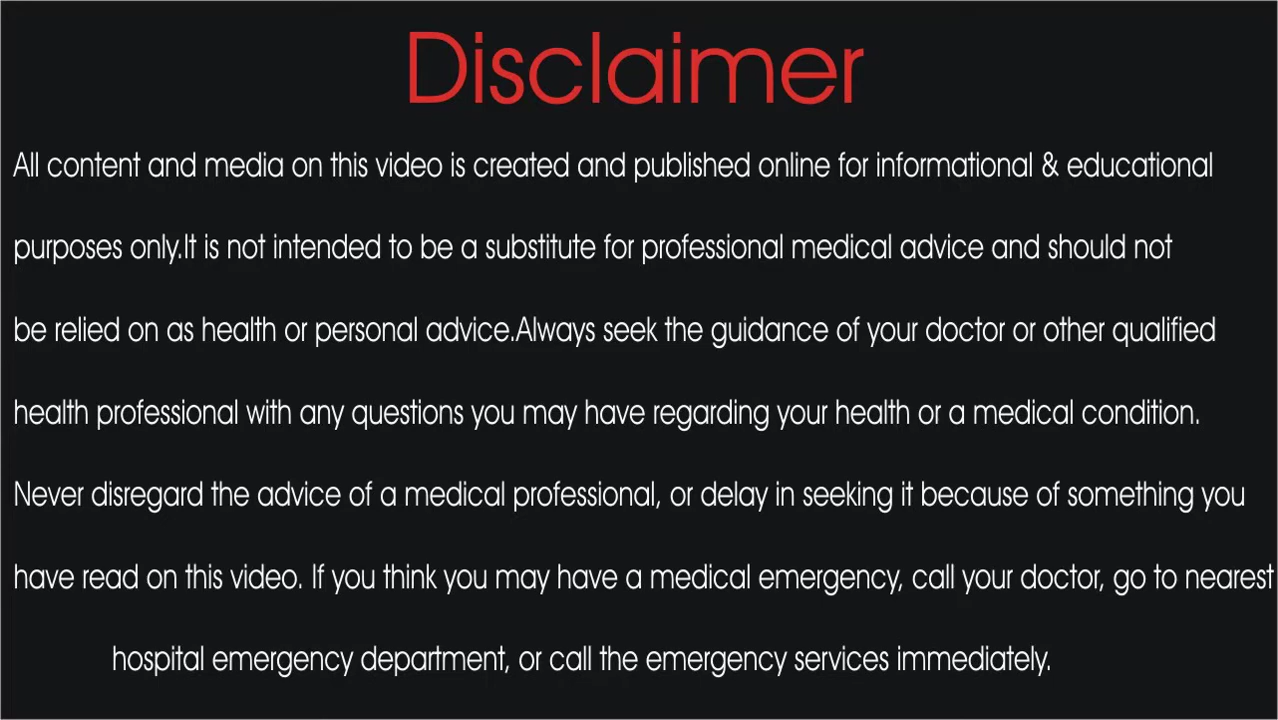 Disclaimer
All content and media on this video is created and published online for informational & educational
purposes only.It is not intended to be a substitute for professional medical advice and should not
be relied on as health or personal advice.Always seek the guidance of your doctor or other qualified
health professional with any questions you may have regarding your health or a medical condition.
Never disregard the advice of a medical professional, or delay in seeking it because of something you
have read on this video. If you think you may have a medical emergency, call your doctor, go to nearest
hospital emergency department, or call the emergency services immediately.